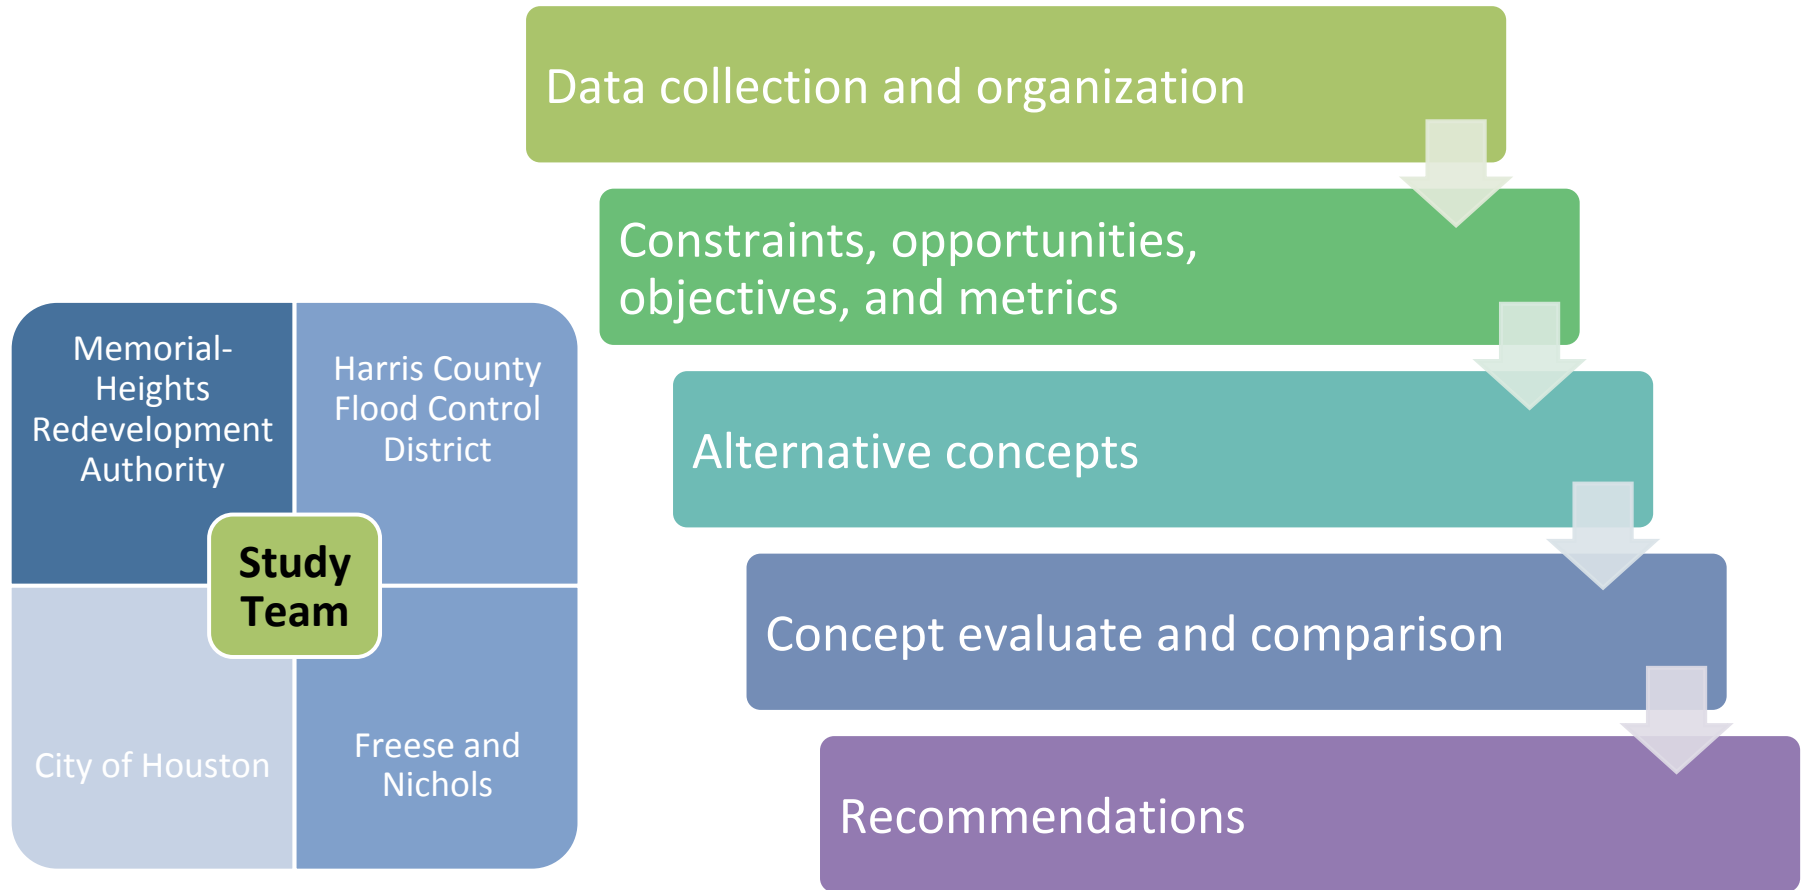 Data collection and organization
Constraints, opportunities,
objectives, and metrics
Alternative concepts
Concept evaluate and comparison
Recommendations
Memorial-
Heights
Redevelopment
Authority
Harris County
Flood Control
District
Study
Team
City of Houston
Freese and
Nichols